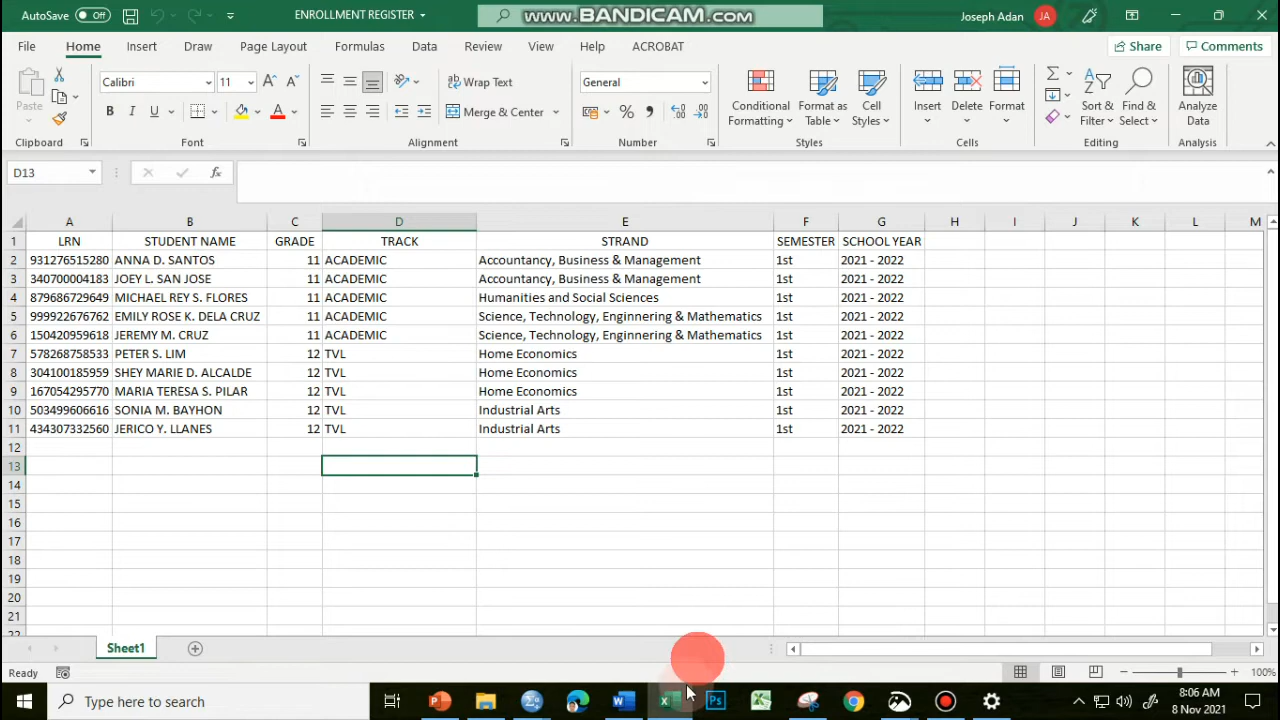 AutoSave Off ENROLLMENT REGISTER www.BANDICAM.com Joseph Adan JA
File Home Insert Draw Page Layout Formulas Data Review View Help ACROBAT Share Comments
Paste Calibri 11 Wrap Text General Conditional Formatting Format as Table Cell Styles Insert Delete Format Sort & Filter Find & Select Analyze Data
B I U Merge & Center
Clipboard Font Alignment Number Styles Cells Editing Analysis
D13 fx
A B C D E F G H I J K L M
1 LRN STUDENT NAME GRADE TRACK STRAND SEMESTER SCHOOL YEAR
2 931276515280 ANNA D. SANTOS 11 ACADEMIC Accountancy, Business & Management 1st 2021 - 2022
3 340700004183 JOEY L. SAN JOSE 11 ACADEMIC Accountancy, Business & Management 1st 2021 - 2022
4 879686729649 MICHAEL REY S. FLORES 11 ACADEMIC Humanities and Social Sciences 1st 2021 - 2022
5 999922676762 EMILY ROSE K. DELA CRUZ 11 ACADEMIC Science, Technology, Enginnering & Mathematics 1st 2021 - 2022
6 150420959618 JEREMY M. CRUZ 11 ACADEMIC Science, Technology, Enginnering & Mathematics 1st 2021 - 2022
7 578268758533 PETER S. LIM 12 TVL Home Economics 1st 2021 - 2022
8 304100185959 SHEY MARIE D. ALCALDE 12 TVL Home Economics 1st 2021 - 2022
9 167054295770 MARIA TERESA S. PILAR 12 TVL Home Economics 1st 2021 - 2022
10 503499606616 SONIA M. BAYHON 12 TVL Industrial Arts 1st 2021 - 2022
11 434307332560 JERICO Y. LLANES 12 TVL Industrial Arts 1st 2021 - 2022
12
13
14
15
16
17
18
19
20
21
22
Sheet1
Ready 100%
Type here to search 8:06 AM
8 Nov 2021